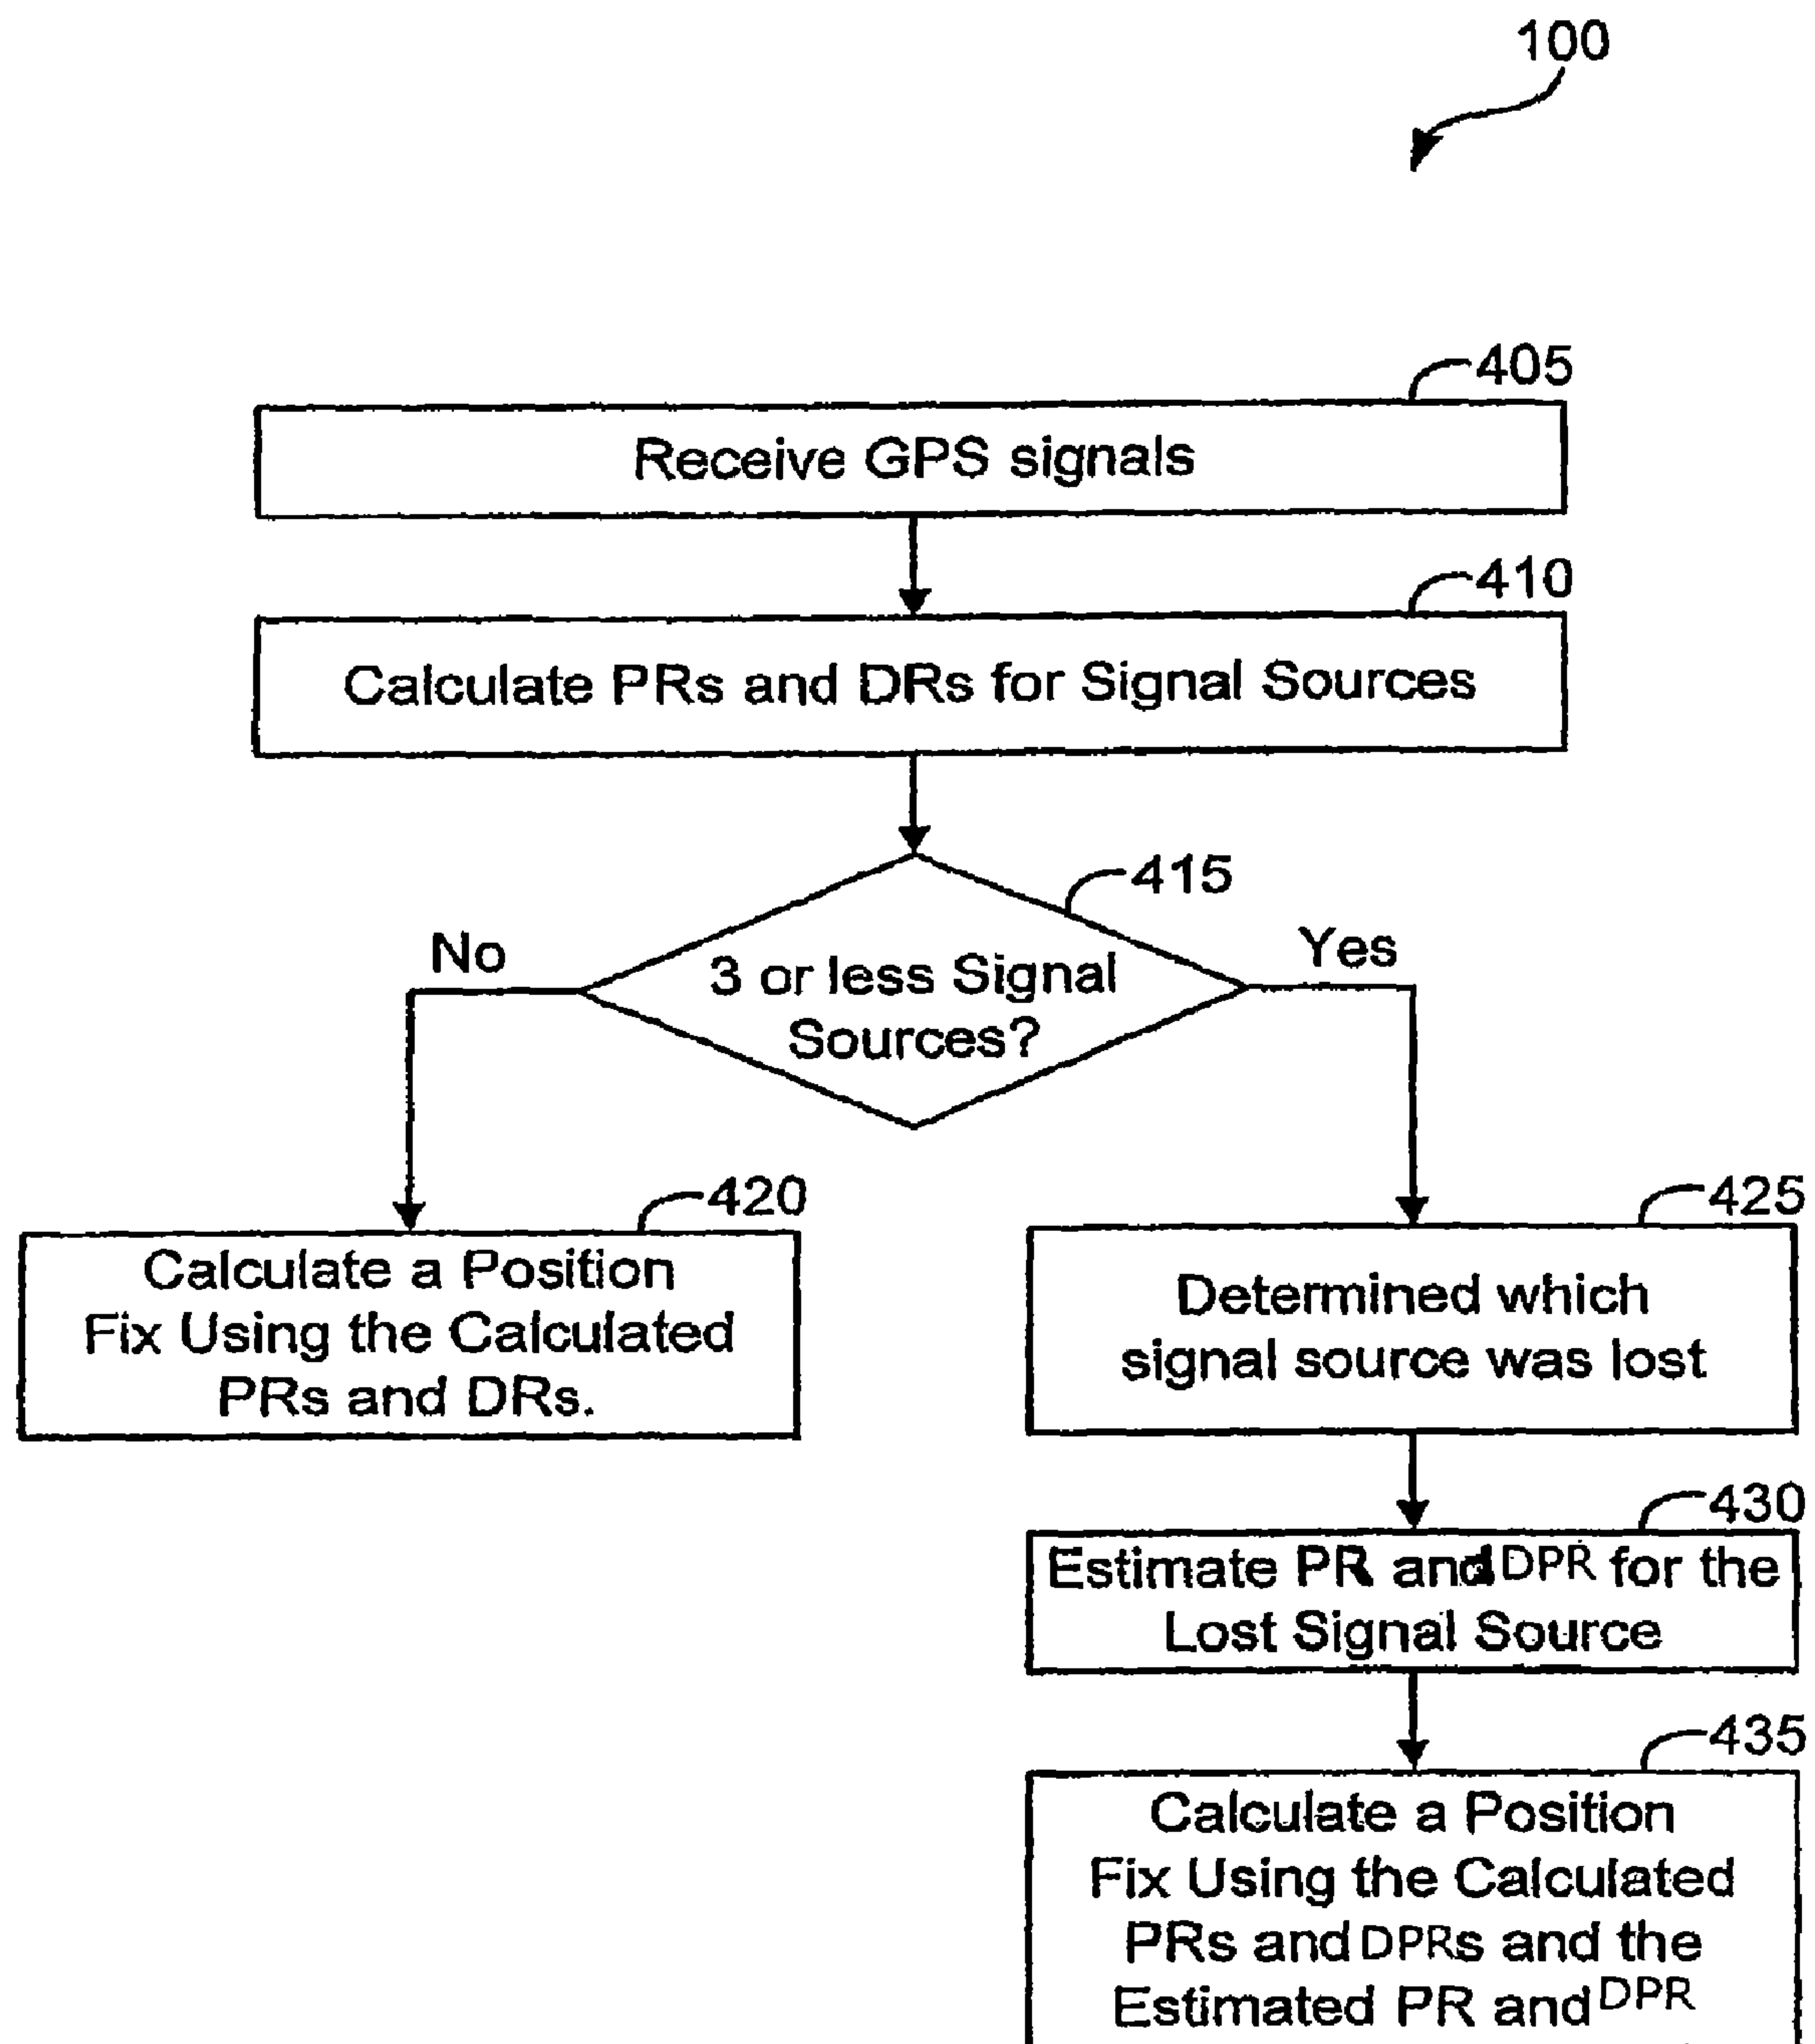 100
405
Receive GPS signals
410
Calculate PRs and DRs for Signal Sources
415
No
Yes
3 or less Signal
Sources?
420
Calculate a Position
Fix Using the Calculated
PRs and DRs.
425
Determined which
signal source was lost
430
Estimate PR and DPR for the
Lost Signal Source
435
Calculate a Position
Fix Using the Calculated
PRs and DPRs and the
Estimated PR and DPR